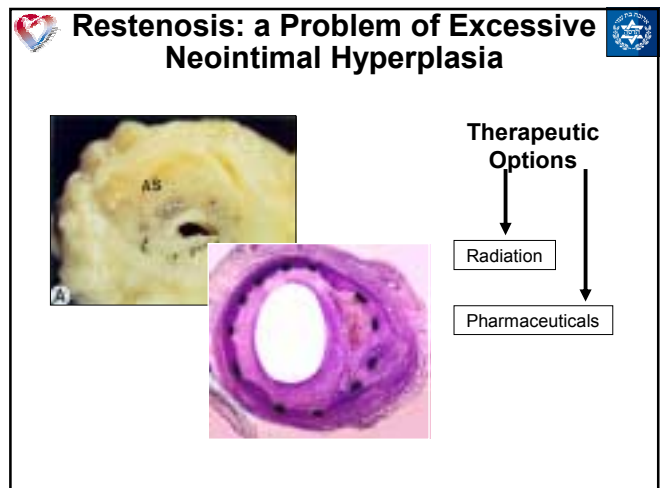 Restenosis: a Problem of Excessive
Neointimal Hyperplasia
Therapeutic
Options
AS
Radiation
A
Pharmaceuticals